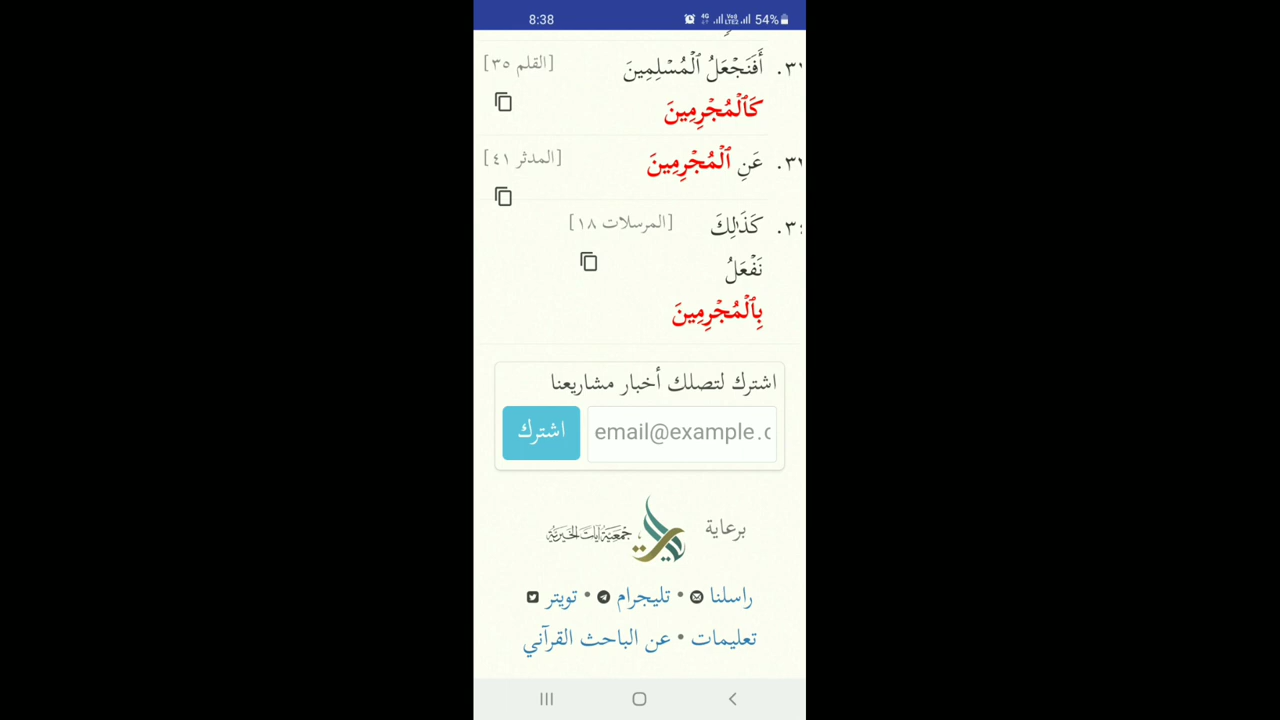 8:38 54%
أَفَنَجْعَلُ ٱلْمُسْلِمِينَ [القلم ٣٥]
كَٱلْمُجْرِمِينَ
عَنِ ٱلْمُجْرِمِينَ [المدثر ٤١]
كَذَٰلِكَ [المرسلات ١٨]
نَفْعَلُ
بِٱلْمُجْرِمِينَ
اشترك لتصلك أخبار مشاريعنا
email@example.c اشترك
برعاية جمعية آيات الخيرية
راسلنا • تليجرام • تويتر
تعليمات • عن الباحث القرآني